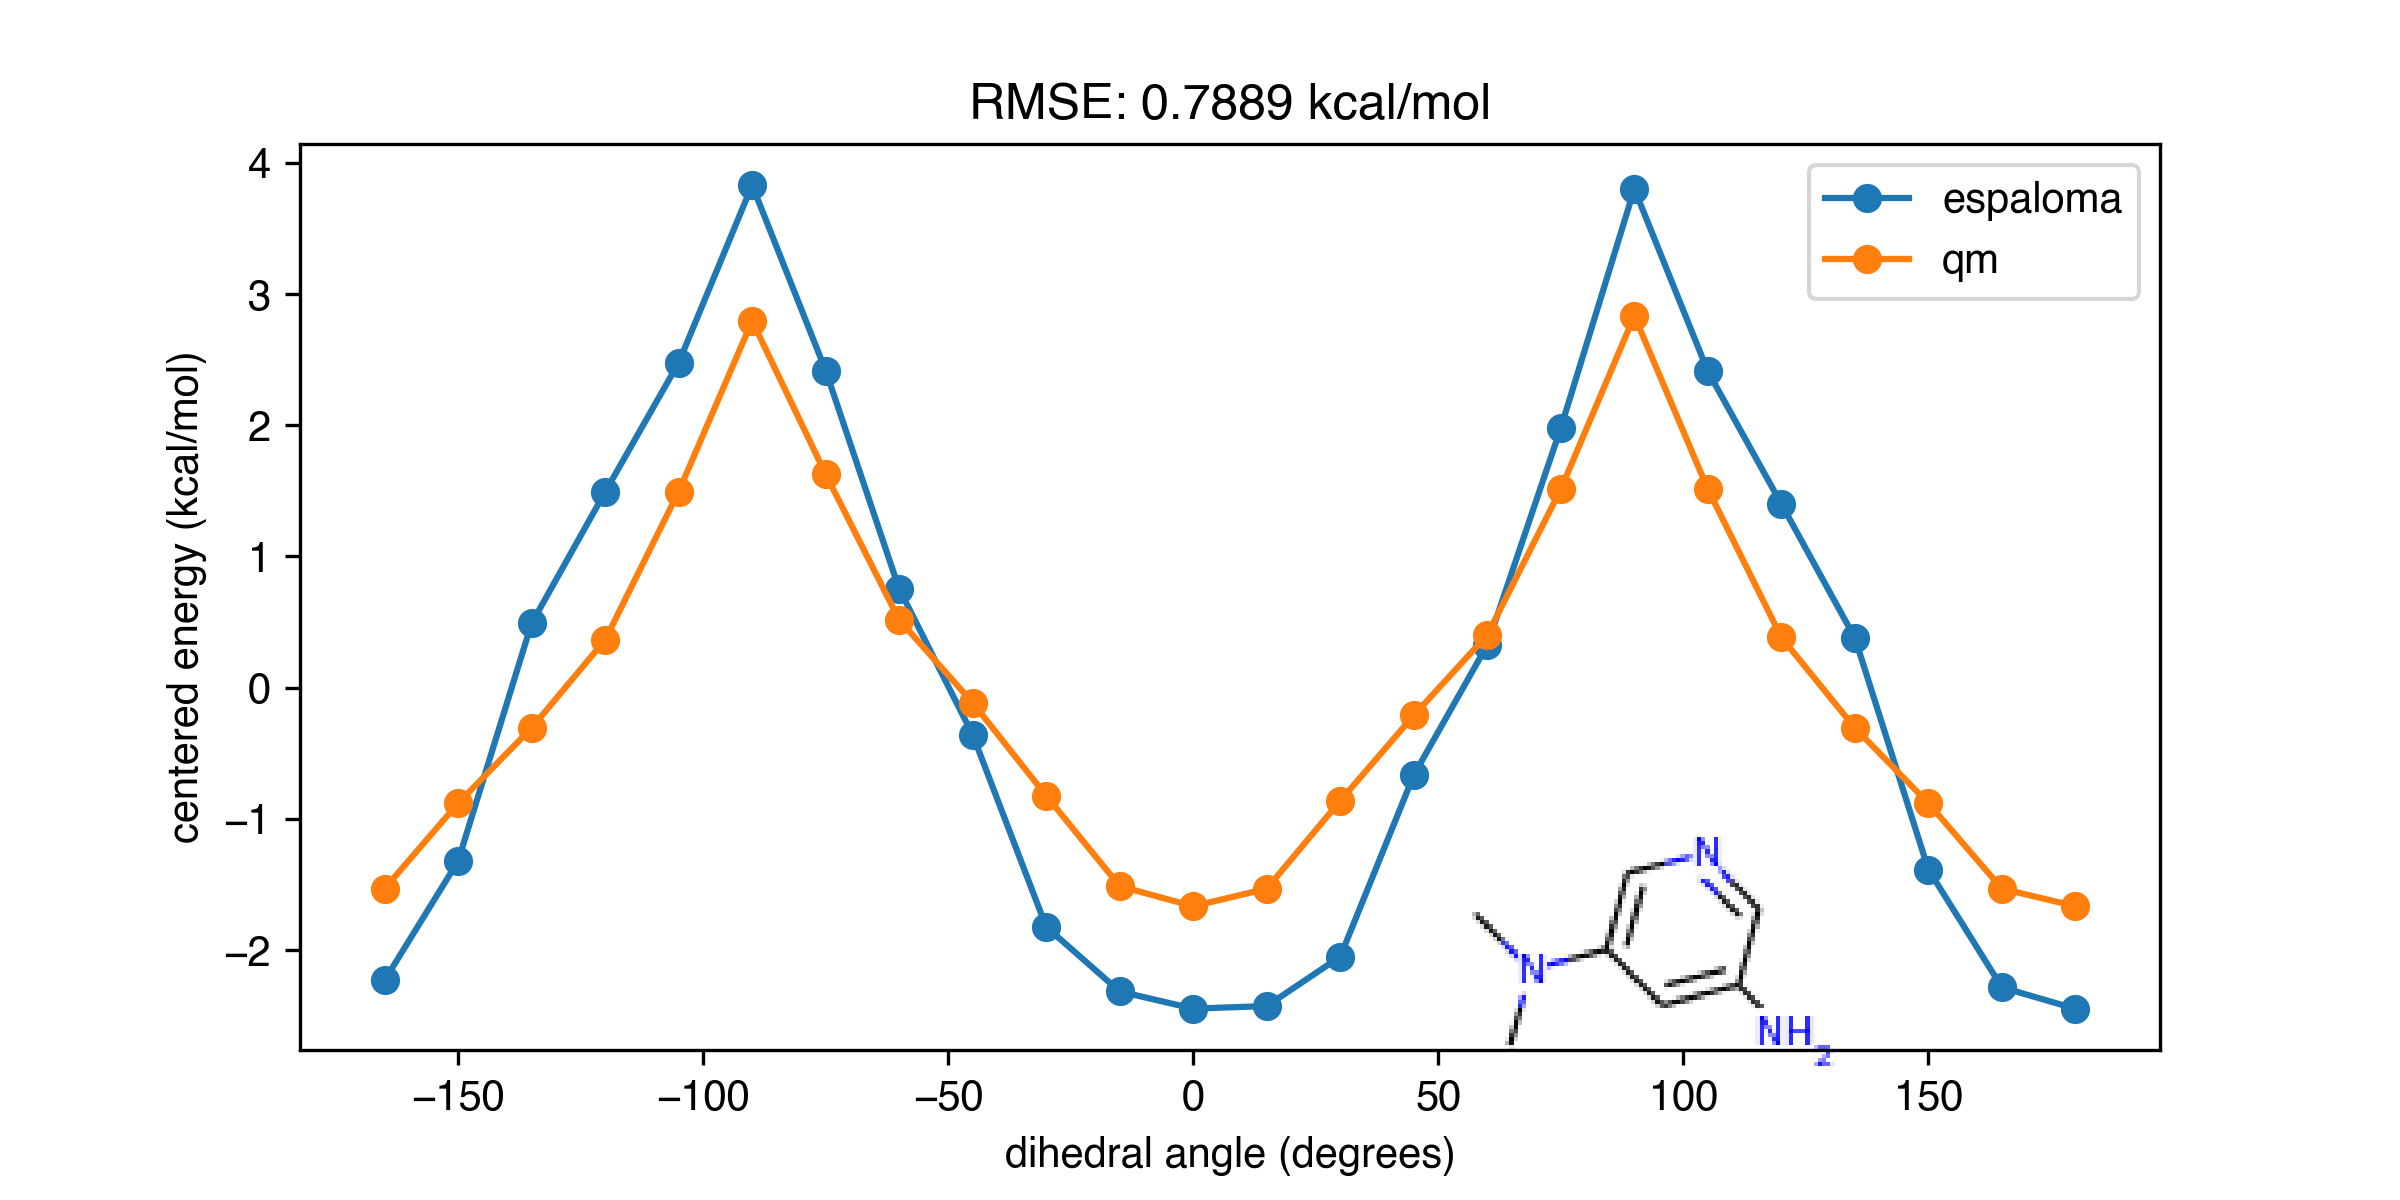 RMSE: 0.7889 kcal/mol
espaloma
qm
centered energy (kcal/mol)
4
3
2
1
0
−1
−2
N
N
NH2
−150
−100
−50
0
50
100
150
dihedral angle (degrees)